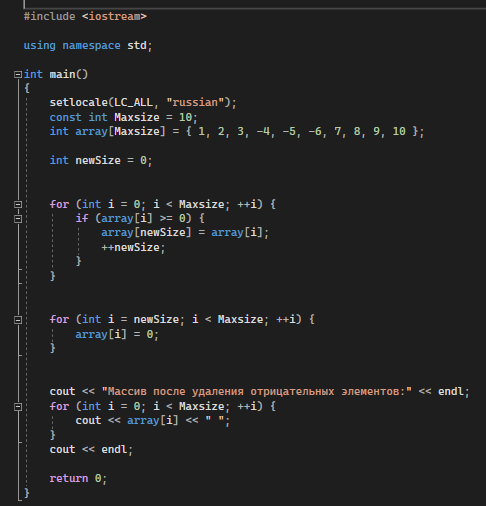 #include <iostream>
using namespace std;
int main()
{
setlocale(LC_ALL, "russian");
const int Maxsize = 10;
int array[Maxsize] = { 1, 2, 3, -4, -5, -6, 7, 8, 9, 10 };
int newSize = 0;
for (int i = 0; i < Maxsize; ++i) {
if (array[i] >= 0) {
array[newSize] = array[i];
++newSize;
}
}
for (int i = newSize; i < Maxsize; ++i) {
array[i] = 0;
}
cout << "Массив после удаления отрицательных элементов:" << endl;
for (int i = 0; i < Maxsize; ++i) {
cout << array[i] << " ";
}
cout << endl;
return 0;
}